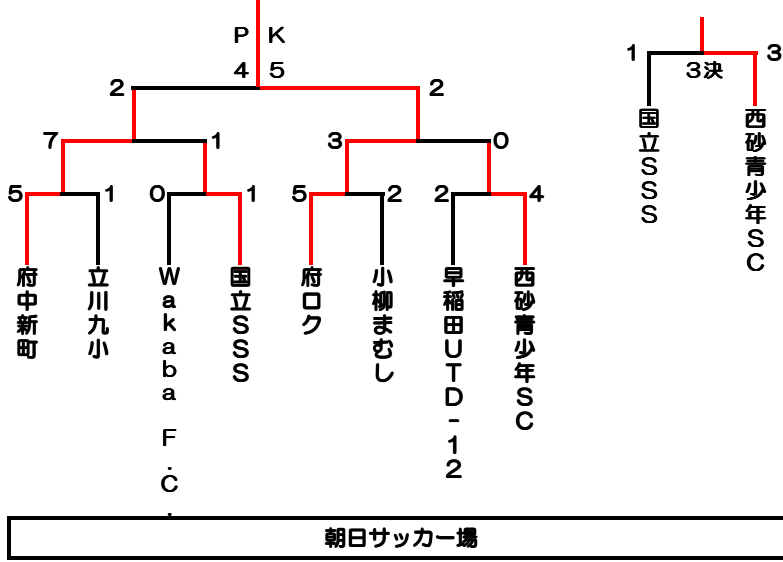 P K
4 5
2 2
7 1 3 0
5 1 0 1 5 2 2 4
府中新町
立川九小
Wakaba F.C.
国立SSS
府ロク
小柳まむし
早稲田UTD-12
西砂青少年SC
1 3
3決
国立SSS
西砂青少年SC
朝日サッカー場